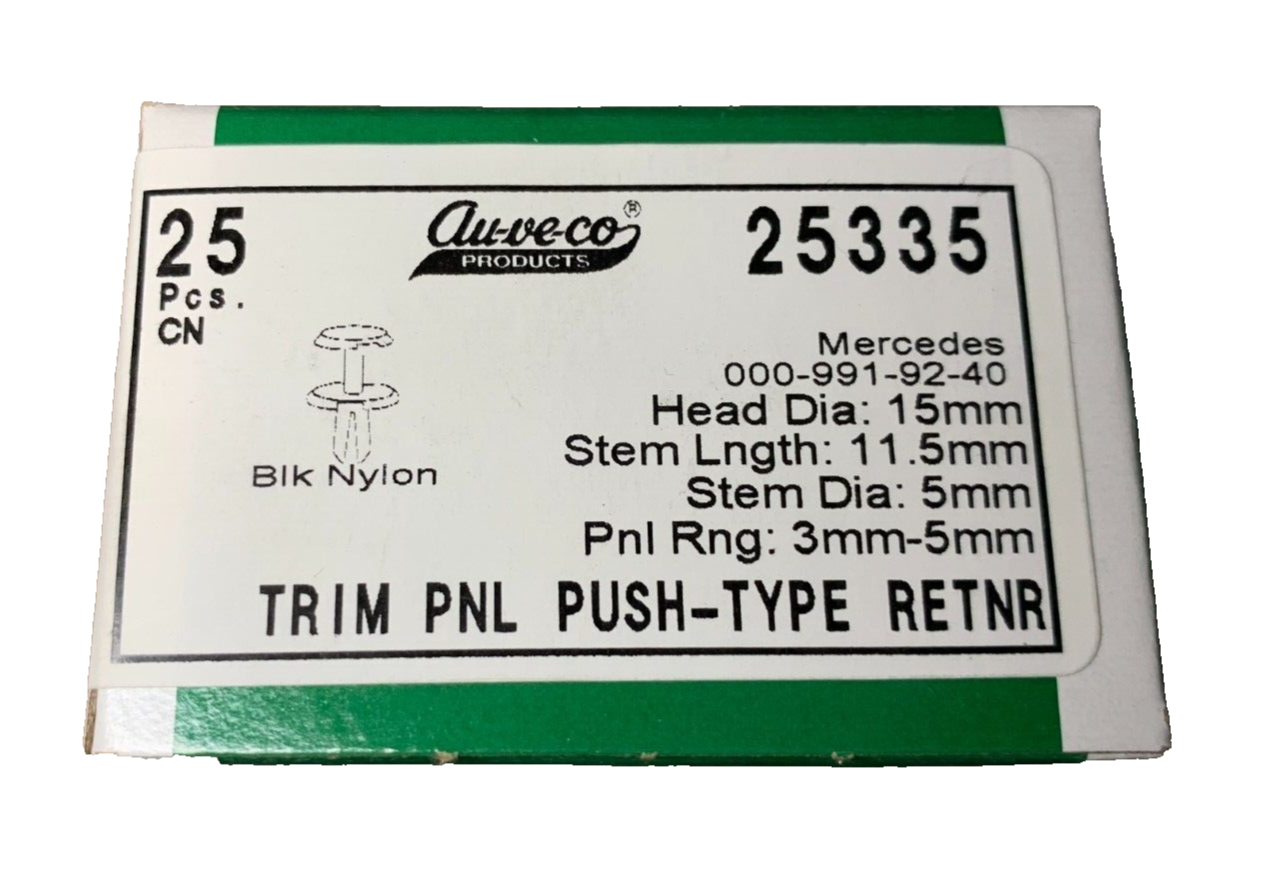 25
Pcs.
CN
au-ve-co®
PRODUCTS
25335
Blk Nylon
Mercedes
000-991-92-40
Head Dia: 15mm
Stem Lngth: 11.5mm
Stem Dia: 5mm
Pnl Rng: 3mm-5mm
TRIM PNL PUSH-TYPE RETNR